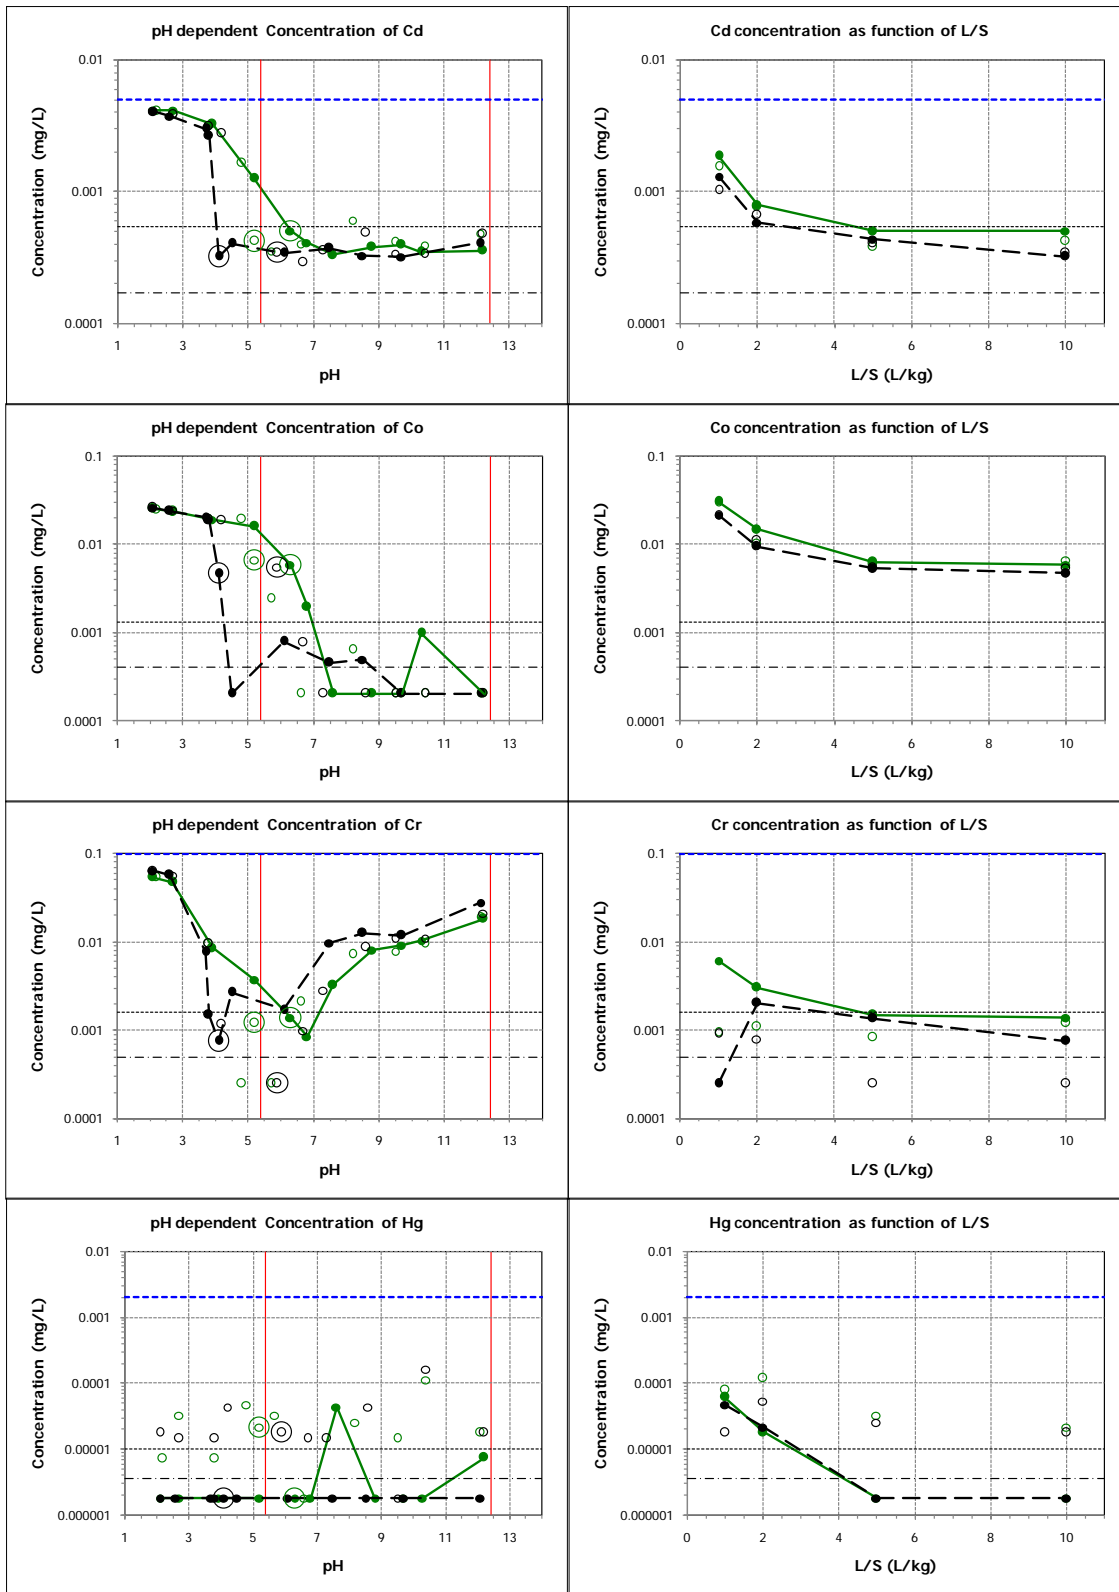 pH dependent Concentration of Cd
0.01
0.001
0.0001
Concentration (mg/L)
1 3 5 7 9 11 13
pH
Cd concentration as function of L/S
0.01
0.001
0.0001
Concentration (mg/L)
0 2 4 6 8 10
L/S (L/kg)
pH dependent Concentration of Co
0.1
0.01
0.001
0.0001
Concentration (mg/L)
1 3 5 7 9 11 13
pH
Co concentration as function of L/S
0.1
0.01
0.001
0.0001
Concentration (mg/L)
0 2 4 6 8 10
L/S (L/kg)
pH dependent Concentration of Cr
0.1
0.01
0.001
0.0001
Concentration (mg/L)
1 3 5 7 9 11 13
pH
Cr concentration as function of L/S
0.1
0.01
0.001
0.0001
Concentration (mg/L)
0 2 4 6 8 10
L/S (L/kg)
pH dependent Concentration of Hg
0.01
0.001
0.0001
0.00001
0.000001
Concentration (mg/L)
1 3 5 7 9 11 13
pH
Hg concentration as function of L/S
0.01
0.001
0.0001
0.00001
0.000001
Concentration (mg/L)
0 2 4 6 8 10
L/S (L/kg)